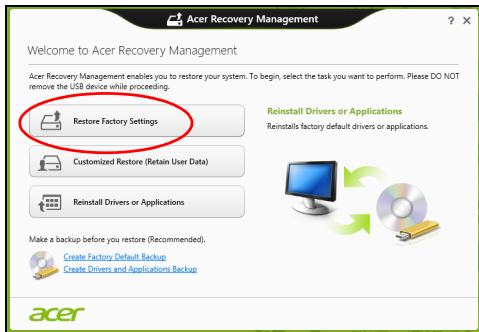 Acer Recovery Management
? ×
Welcome to Acer Recovery Management
Acer Recovery Management enables you to restore your system. To begin, select the task you want to perform. Please DO NOT
remove the USB device while proceeding.
Restore Factory Settings
Customized Restore (Retain User Data)
Reinstall Drivers or Applications
Reinstall Drivers or Applications
Reinstalls factory default drivers or applications.
Make a backup before you restore (Recommended).
Create Factory Default Backup
Create Drivers and Applications Backup
acer